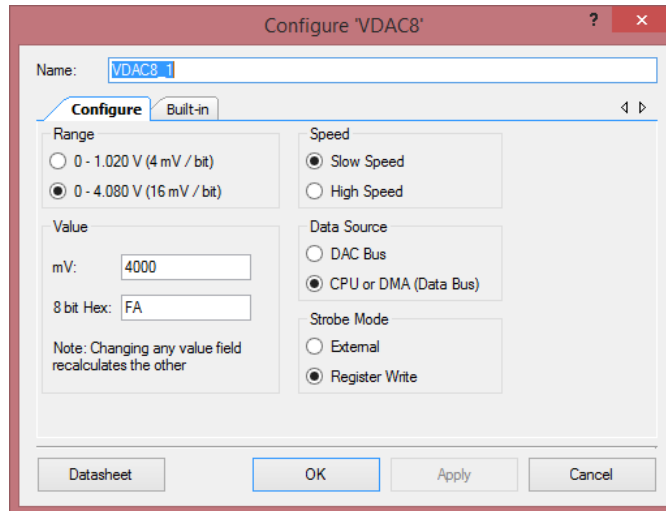 Configure 'VDAC8'
?
×
Name:
VDAC8_1
Configure
Built-in
Range
0 - 1.020 V (4 mV / bit)
0 - 4.080 V (16 mV / bit)
Value
mV:
4000
8 bit Hex:
FA
Note: Changing any value field
recalculates the other
Speed
Slow Speed
High Speed
Data Source
DAC Bus
CPU or DMA (Data Bus)
Strobe Mode
External
Register Write
Datasheet
OK
Apply
Cancel